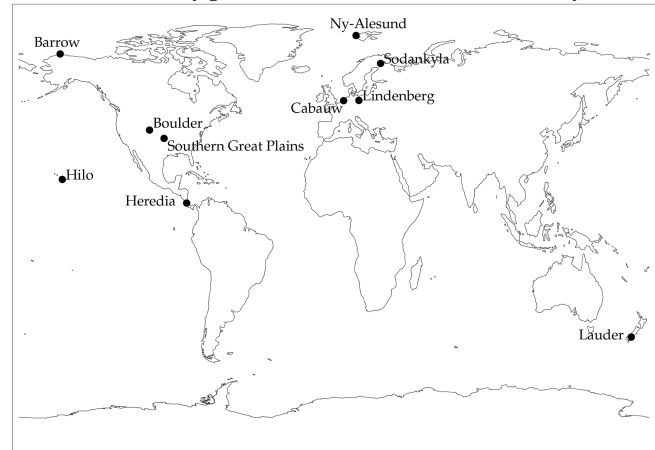 Ny-Alesund
Barrow
Sodankyla
Cabauw
Lindenberg
Boulder
Southern Great Plains
Hilo
Heredia
Lauder